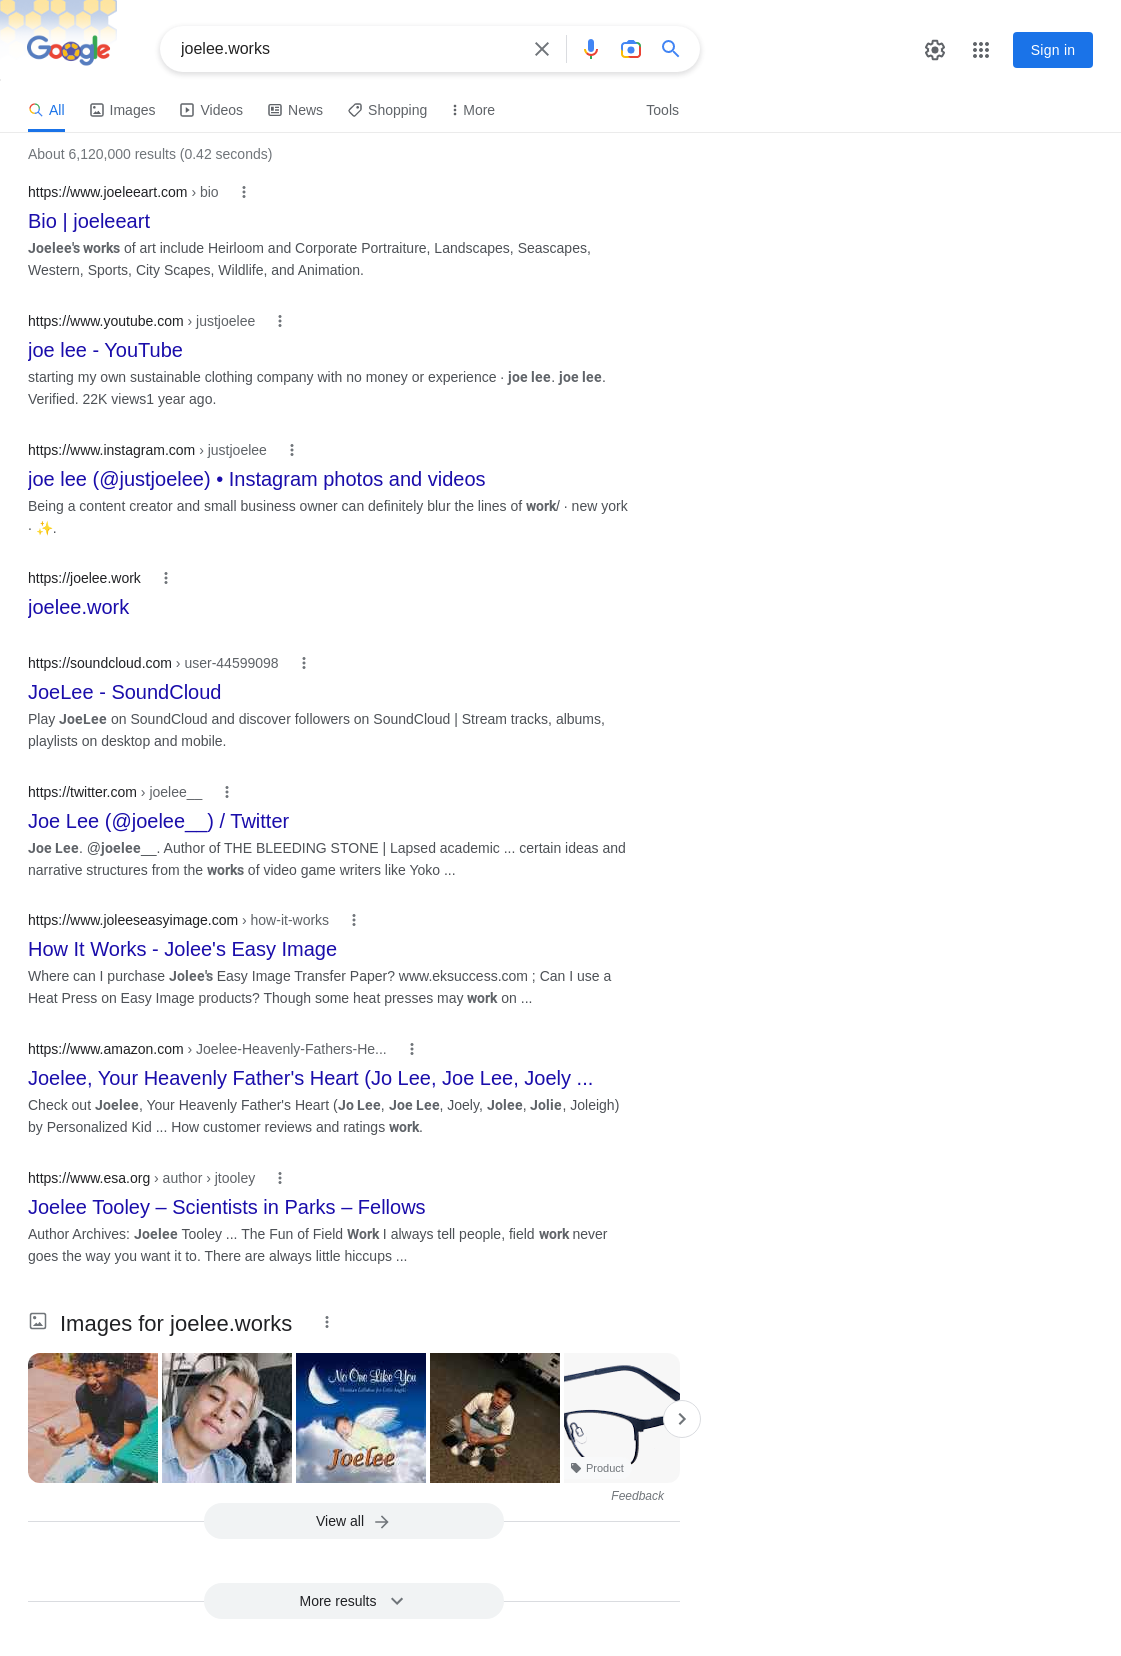 Google
joelee.works
Sign in
All Images Videos News Shopping More Tools
About 6,120,000 results (0.42 seconds)
https://www.joeleeart.com › bio
Bio | joeleeart
Joelee's works of art include Heirloom and Corporate Portraiture, Landscapes, Seascapes,
Western, Sports, City Scapes, Wildlife, and Animation.
https://www.youtube.com › justjoelee
joe lee - YouTube
starting my own sustainable clothing company with no money or experience · joe lee. joe lee.
Verified. 22K views1 year ago.
https://www.instagram.com › justjoelee
joe lee (@justjoelee) • Instagram photos and videos
Being a content creator and small business owner can definitely blur the lines of work/ · new york
· ✨.
https://joelee.work
joelee.work
https://soundcloud.com › user-44599098
JoeLee - SoundCloud
Play JoeLee on SoundCloud and discover followers on SoundCloud | Stream tracks, albums,
playlists on desktop and mobile.
https://twitter.com › joelee__
Joe Lee (@joelee__) / Twitter
Joe Lee. @joelee__. Author of THE BLEEDING STONE | Lapsed academic ... certain ideas and
narrative structures from the works of video game writers like Yoko ...
https://www.joleeseasyimage.com › how-it-works
How It Works - Jolee's Easy Image
Where can I purchase Jolee's Easy Image Transfer Paper? www.eksuccess.com ; Can I use a
Heat Press on Easy Image products? Though some heat presses may work on ...
https://www.amazon.com › Joelee-Heavenly-Fathers-He...
Joelee, Your Heavenly Father's Heart (Jo Lee, Joe Lee, Joely ...
Check out Joelee, Your Heavenly Father's Heart (Jo Lee, Joe Lee, Joely, Jolee, Jolie, Joleigh)
by Personalized Kid ... How customer reviews and ratings work.
https://www.esa.org › author › jtooley
Joelee Tooley – Scientists in Parks – Fellows
Author Archives: Joelee Tooley ... The Fun of Field Work I always tell people, field work never
goes the way you want it to. There are always little hiccups ...
Images for joelee.works
No One Like You
Christian Lullabies for Little Angels
Joelee
Product
Feedback
View all
More results